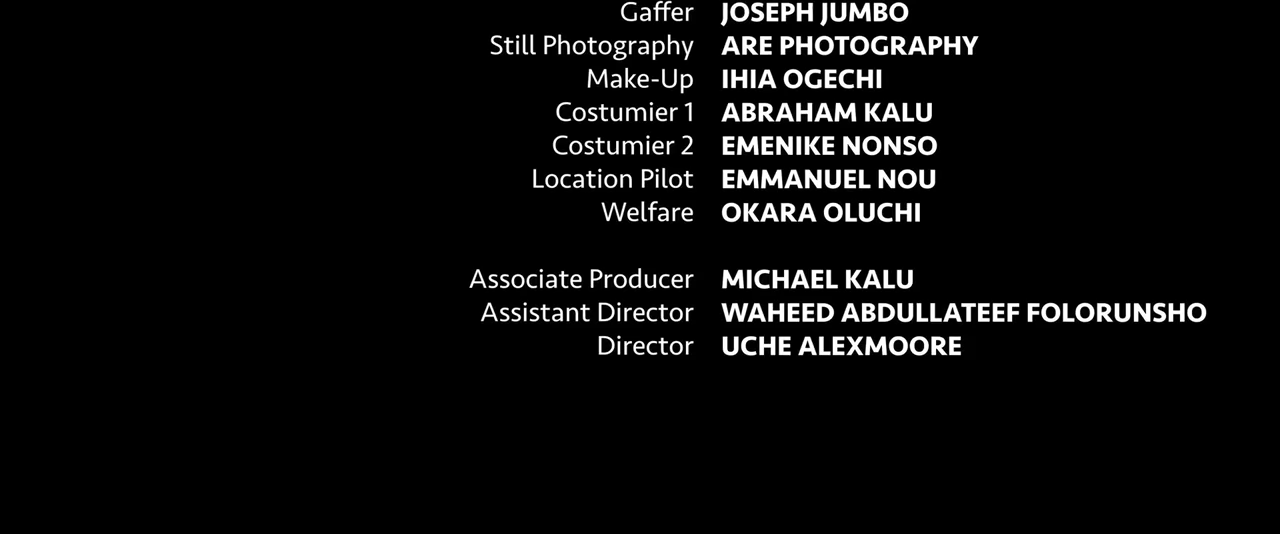 Gaffer JOSEPH JUMBO
Still Photography ARE PHOTOGRAPHY
Make-Up IHIA OGECHI
Costumier 1 ABRAHAM KALU
Costumier 2 EMENIKE NONSO
Location Pilot EMMANUEL NOU
Welfare OKARA OLUCHI
Associate Producer MICHAEL KALU
Assistant Director WAHEED ABDULLATEEF FOLORUNSHO
Director UCHE ALEXMOORE